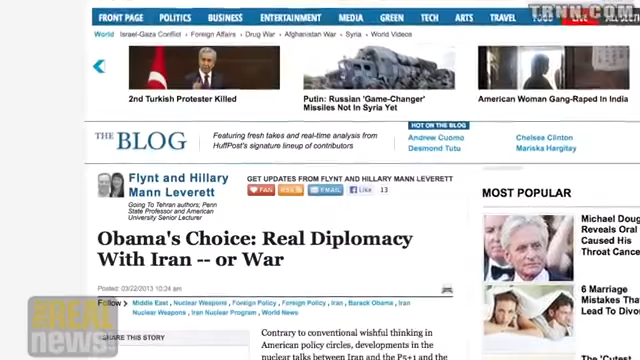 TRNN.COM
FRONT PAGE POLITICS BUSINESS ENTERTAINMENT MEDIA GREEN TECH ARTS TRAVEL
World Israel-Gaza Conflict • Foreign Affairs • Drug War • Afghanistan War • Syria • World Videos
2nd Turkish Protester Killed
Putin: Russian 'Game-Changer' Missiles Not In Syria Yet
American Woman Gang-Raped In India
THE BLOG
Featuring fresh takes and real-time analysis from
HuffPost's signature lineup of contributors
HOT ON THE BLOG
Andrew Cuomo Chelsea Clinton
Desmond Tutu Mariska Hargitay
Flynt and Hillary
Mann Leverett
Going To Tehran authors; Penn
State Professor and American
University Senior Lecturer
GET UPDATES FROM FLYNT AND HILLARY MANN LEVERETT
FAN RSS EMAIL Like 13
Obama's Choice: Real Diplomacy
With Iran -- or War
Posted: 03/22/2013 10:24 am
Follow Middle East, Nuclear Weapons, Foreign Policy, Foreign Policy, Iran, Barack Obama, Iran
Nuclear Weapons, Iran Nuclear Program, World News
SHARE THIS STORY
Contrary to conventional wishful thinking in
American policy circles, developments in the
nuclear talks between Iran and the P5+1 and the
MOST POPULAR
Michael Doug
Reveals Oral
Caused His
Throat Cance
6 Marriage
Mistakes Tha
Lead To Divo
The 'Cutest
THE REAL
news